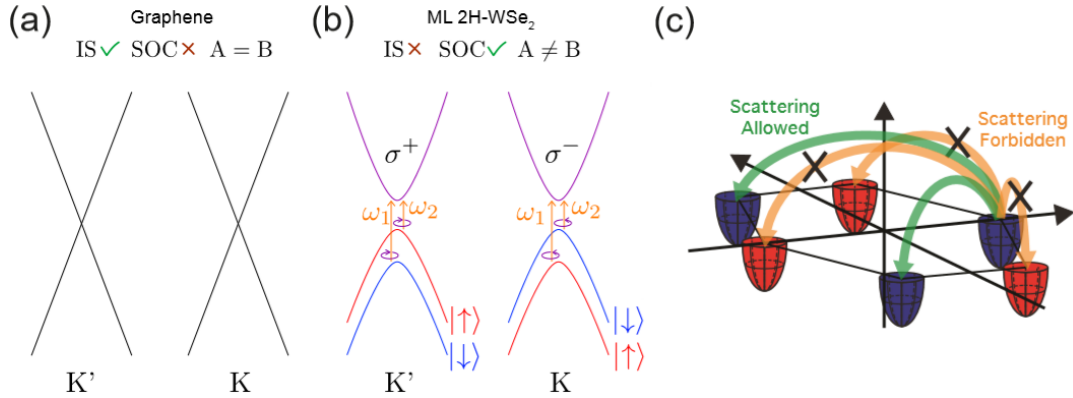 (a) Graphene
IS✓ SOC× A = B
K’ K
(b) ML 2H-WSe₂
IS× SOC✓ A ≠ B
σ⁺ σ⁻
ω₁ ω₂ ω₁ ω₂
|↑⟩ |↓⟩
|↓⟩ |↑⟩
K’ K
(c)
Scattering
Allowed
Scattering
Forbidden
X X X